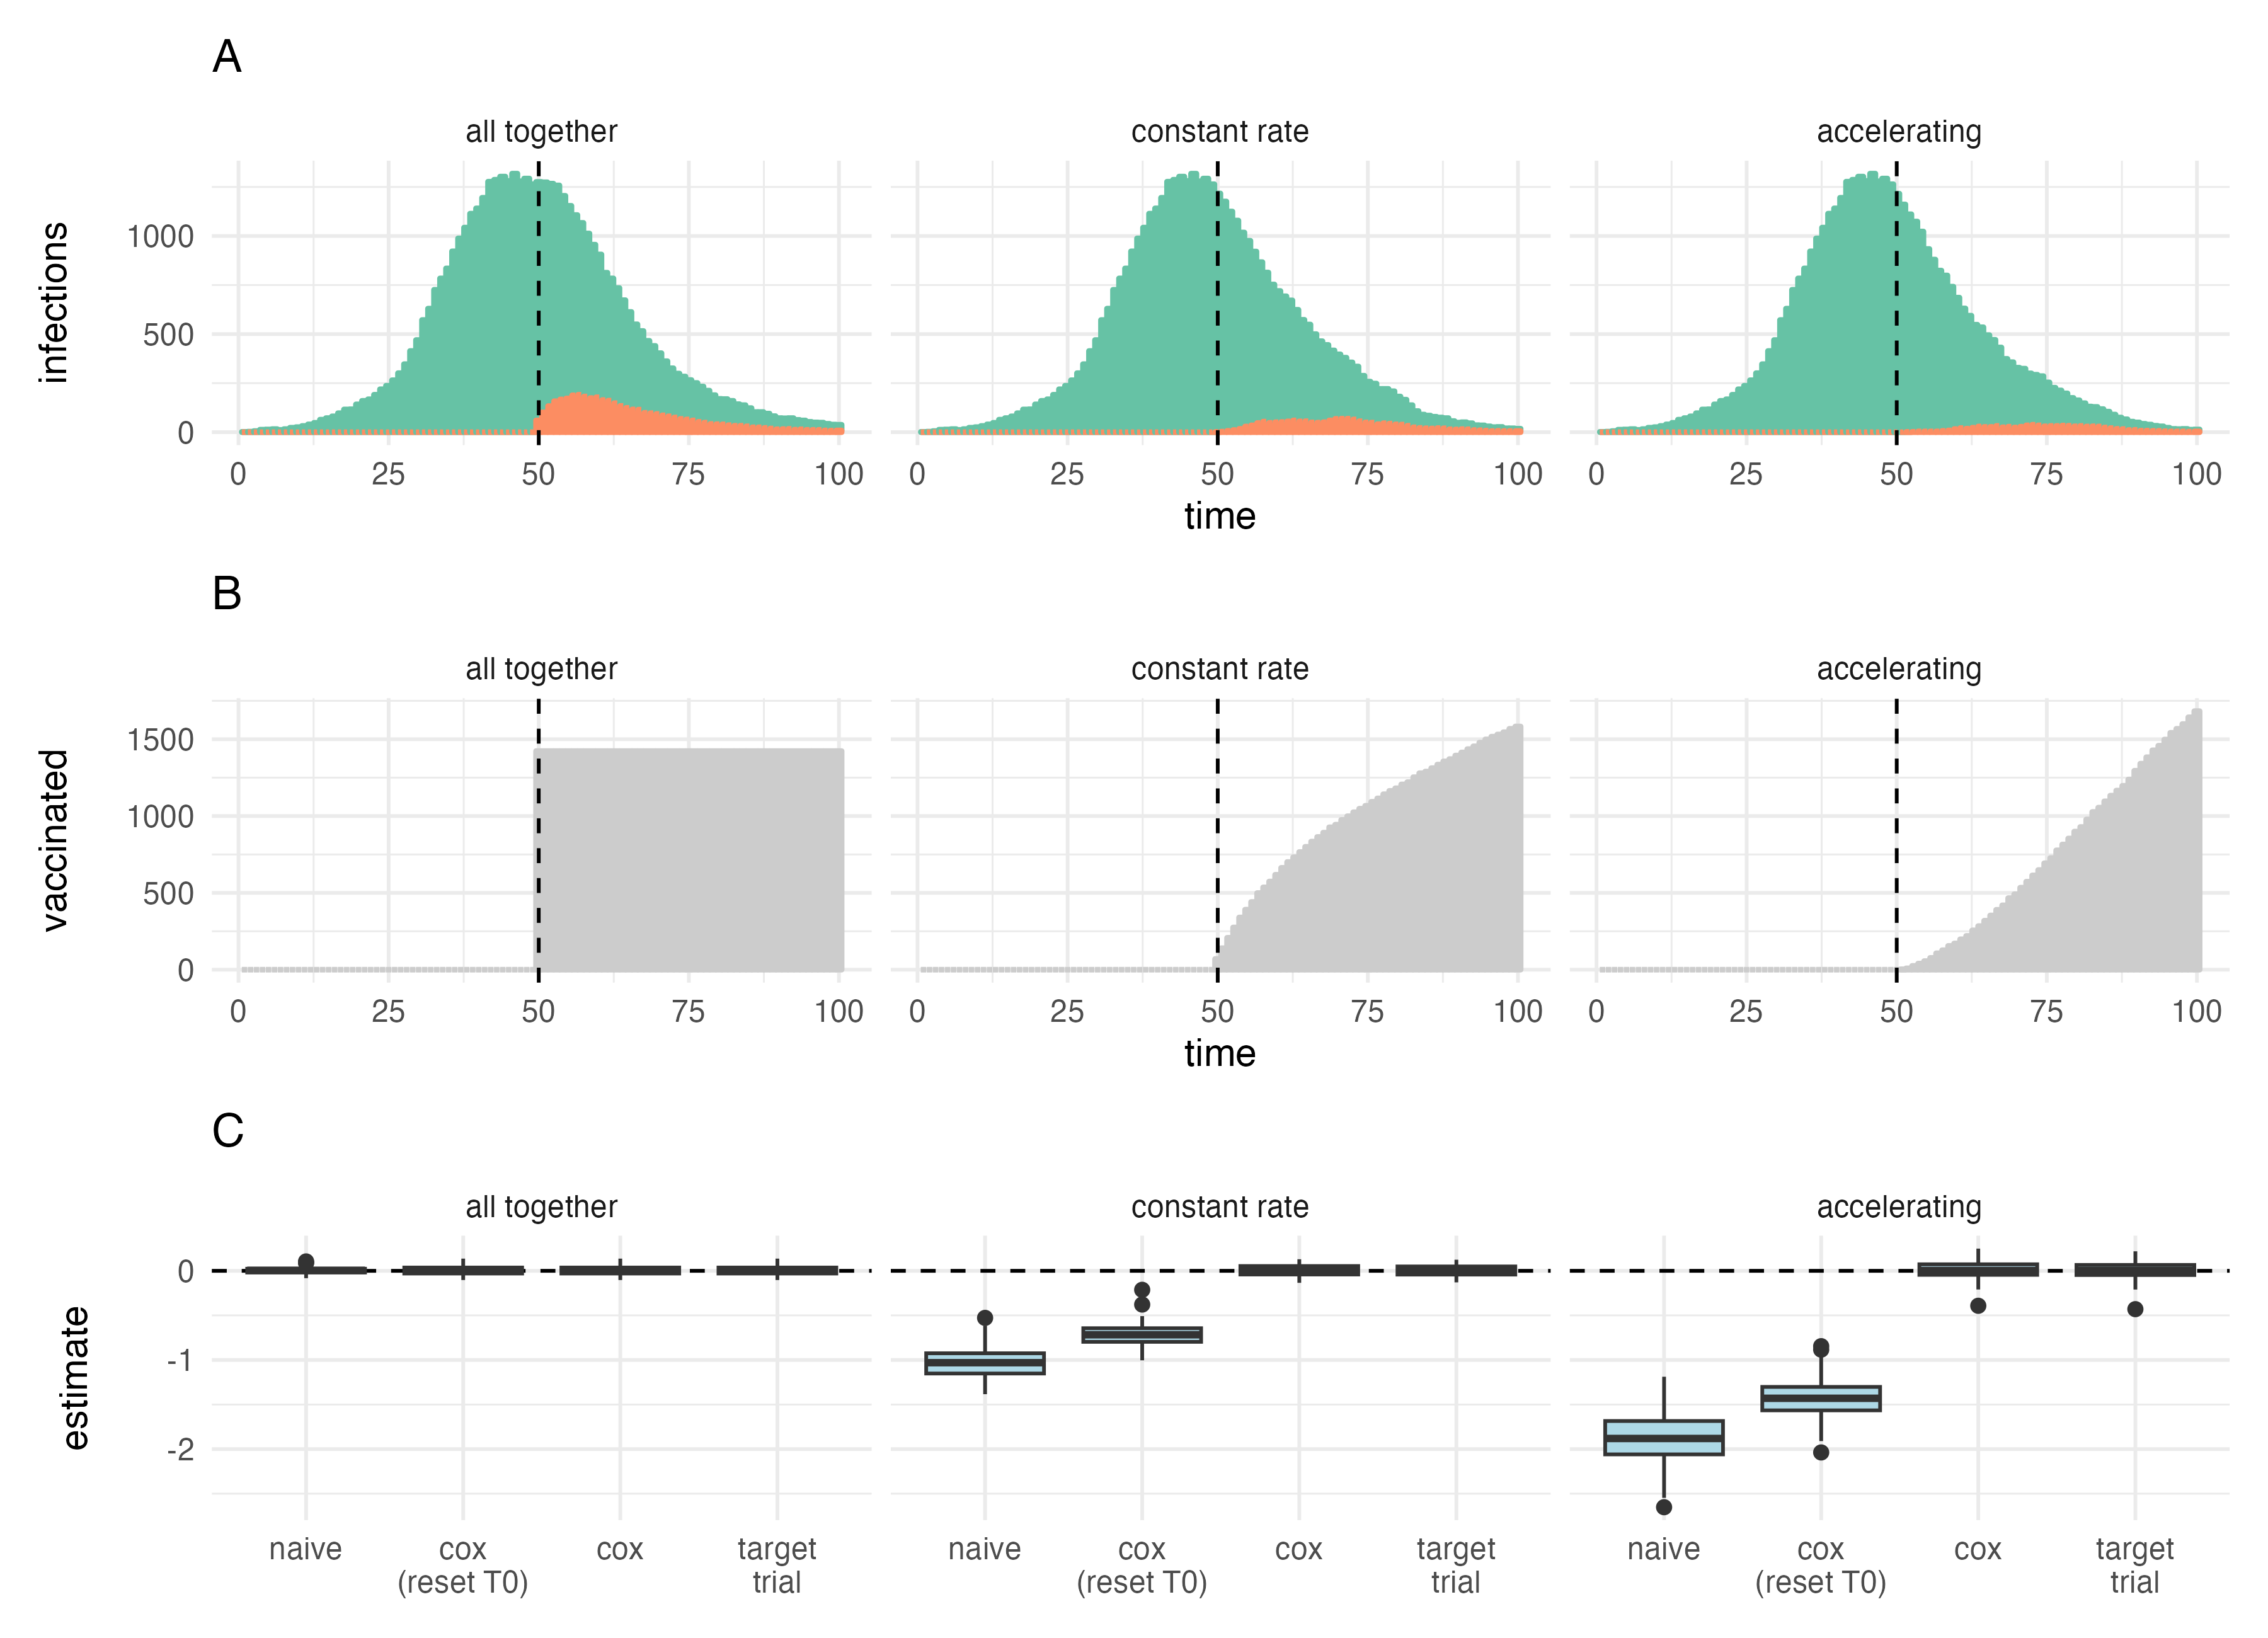 A
all together
constant rate
accelerating
infections
1000
500
0
0 25 50 75 100
0 25 50 75 100
0 25 50 75 100
time
B
all together
constant rate
accelerating
vaccinated
1500
1000
500
0
0 25 50 75 100
0 25 50 75 100
0 25 50 75 100
time
C
all together
constant rate
accelerating
estimate
0
-1
-2
naive
cox
(reset T0)
cox
target
trial
naive
cox
(reset T0)
cox
target
trial
naive
cox
(reset T0)
cox
target
trial